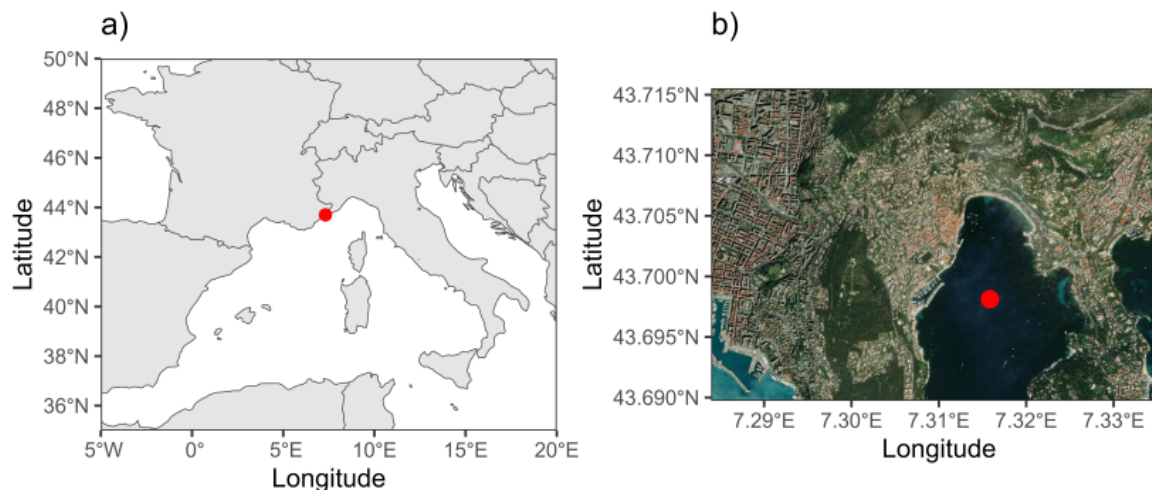 a)
50°N
48°N
46°N
44°N
42°N
40°N
38°N
36°N
Latitude
5°W 0° 5°E 10°E 15°E 20°E
Longitude
b)
43.715°N
43.710°N
43.705°N
43.700°N
43.695°N
43.690°N
Latitude
7.29°E 7.30°E 7.31°E 7.32°E 7.33°E
Longitude